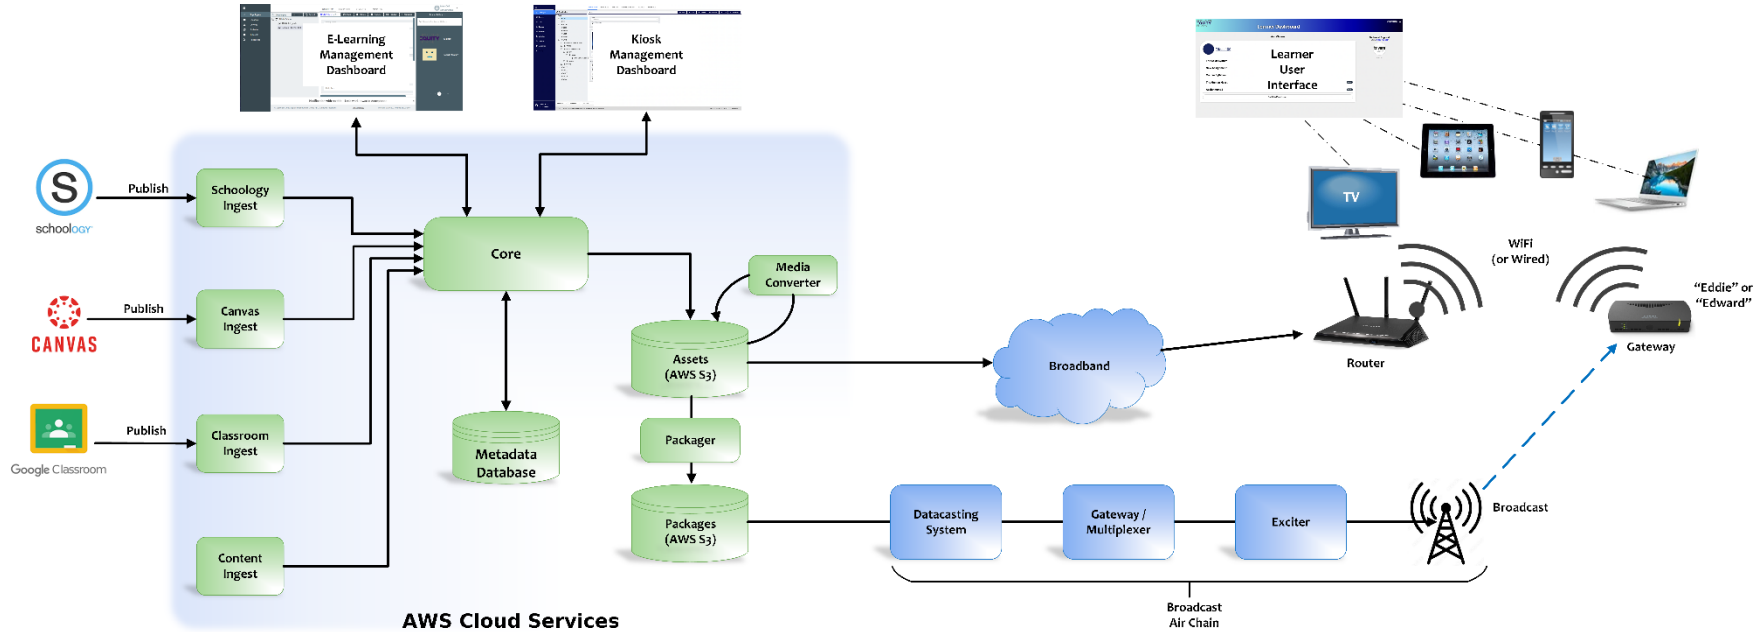 E-Learning
Management
Dashboard
Kiosk
Management
Dashboard
Learner
User
Interface
Publish
Schoology
Ingest
S
schoology
Core
Media
Converter
TV
WiFi
(or Wired)
"Eddie" or
"Edward"
Publish
Canvas
Ingest
CANVAS
Assets
(AWS S3)
Broadband
Router
Gateway
Publish
Classroom
Ingest
Google Classroom
Metadata
Database
Packager
Packages
(AWS S3)
Datacasting
System
Gateway /
Multiplexer
Exciter
Broadcast
Content
Ingest
Broadcast
Air Chain
AWS Cloud Services